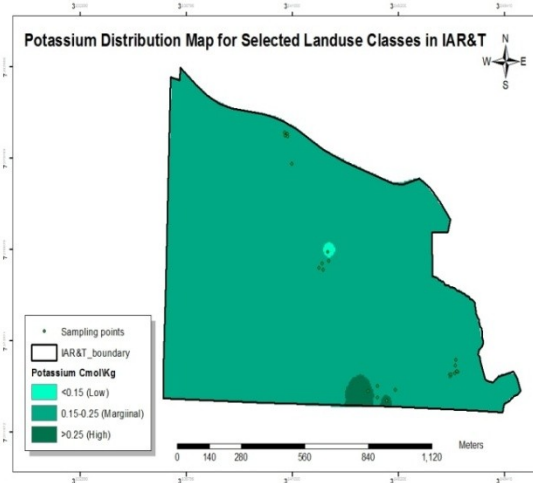 Potassium Distribution Map for Selected Landuse Classes in IAR&T
N
W E
S
Sampling points
IAR&T_boundary
Potassium Cmol\Kg
<0.15 (Low)
0.15-0.25 (Margiinal)
>0.25 (High)
Meters
0 140 280 560 840 1,120